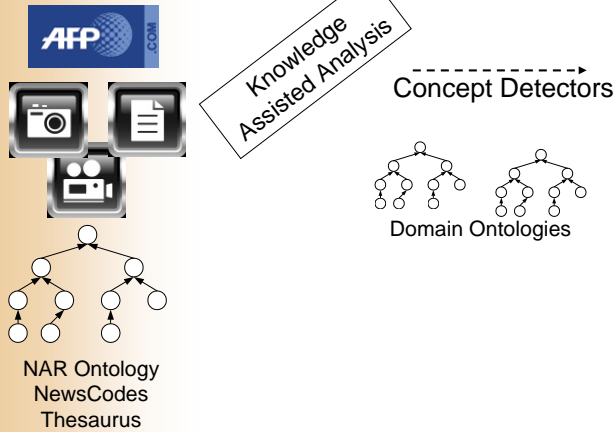 AFP
.COM
Knowledge
Assisted Analysis
Concept Detectors
Domain Ontologies
NAR Ontology
NewsCodes
Thesaurus